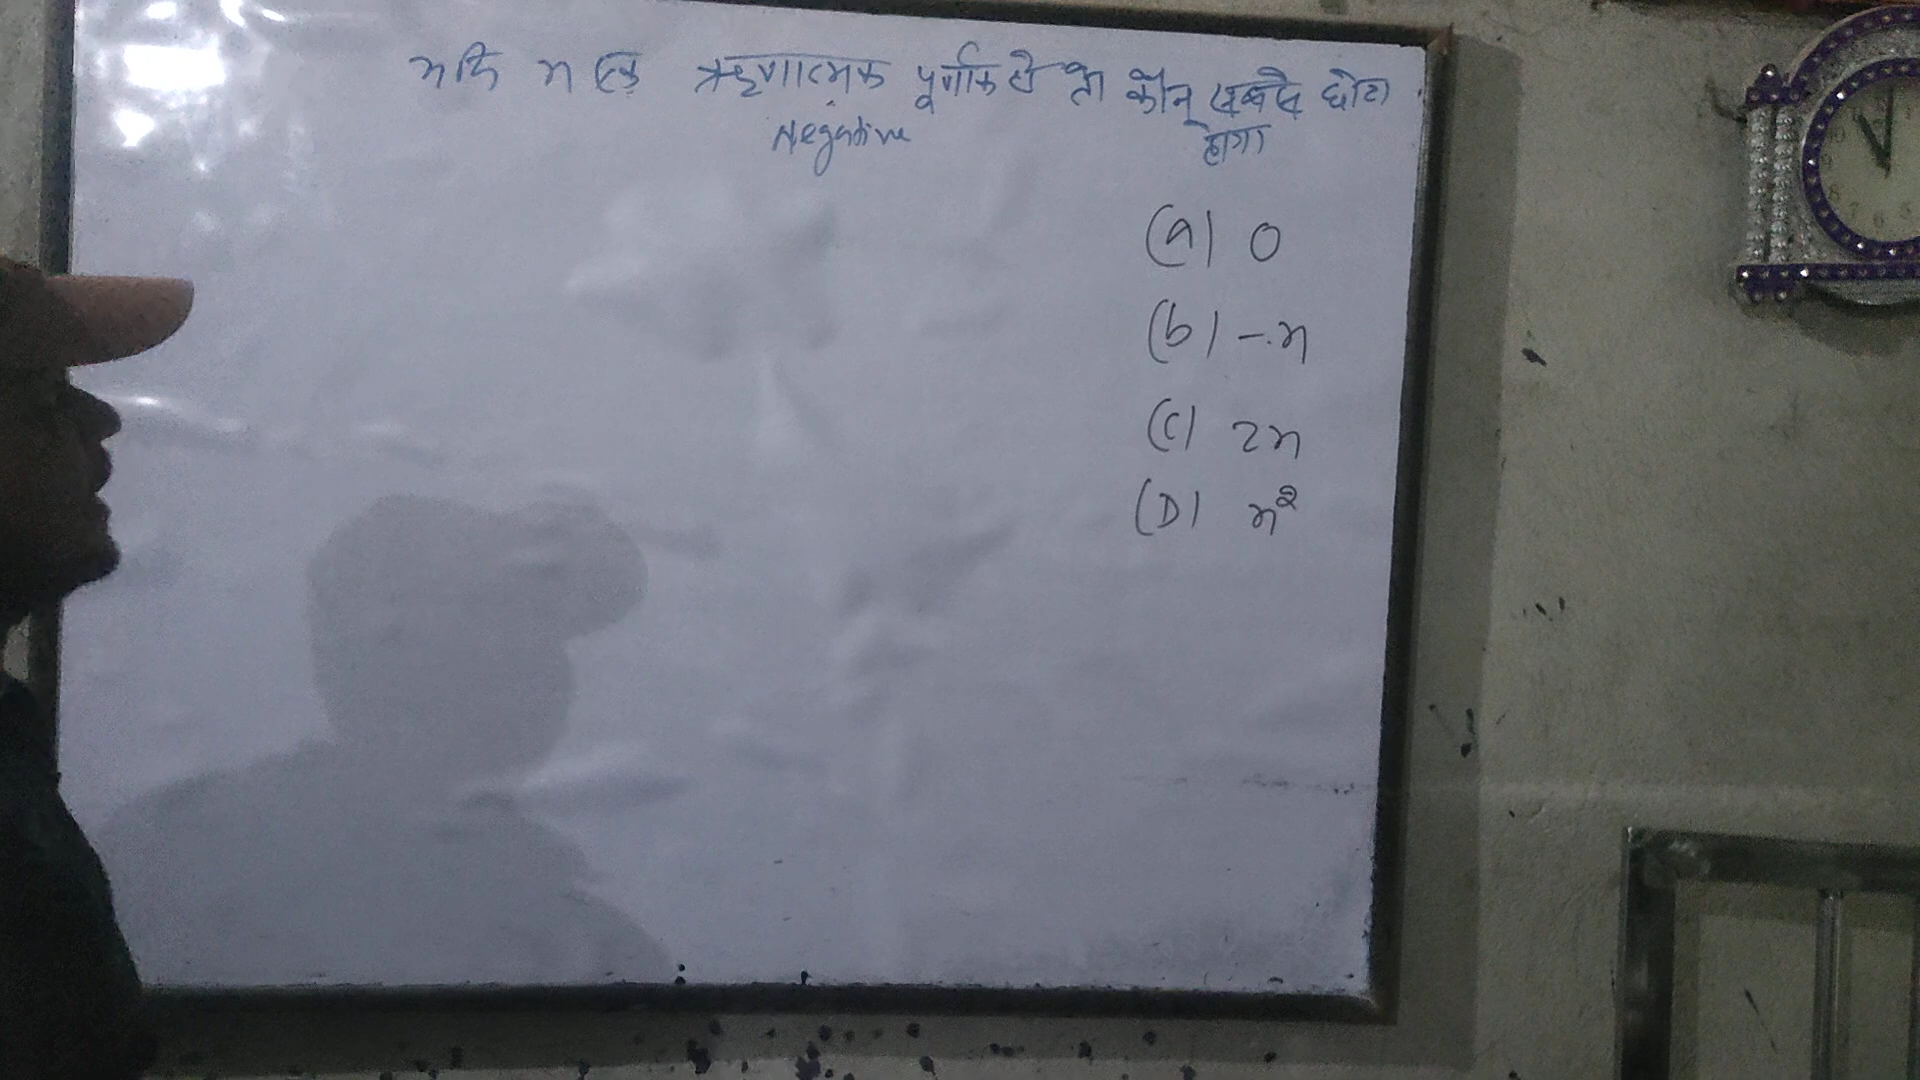 यदि n एक ऋणात्मक पूर्णांक है तो कौन सबसे छोटा
Negative
होगा
(a) 0
(b) -n
(c) 2n
(D) n²